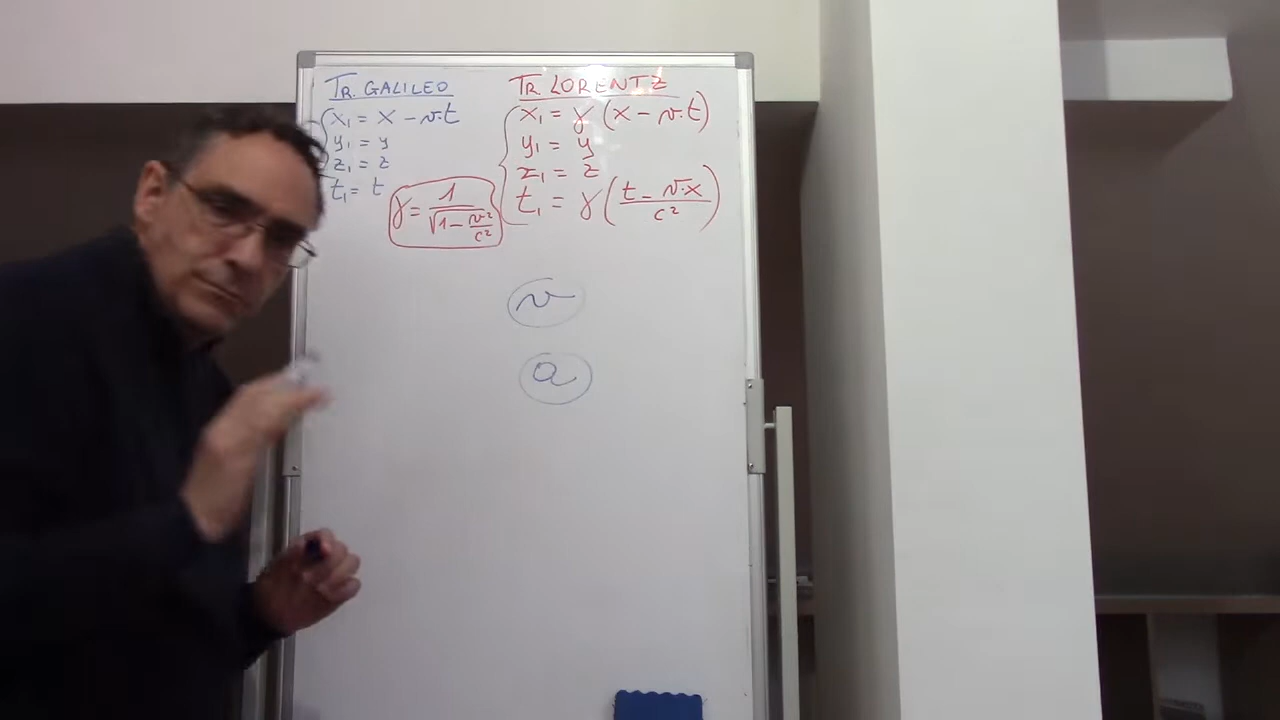 TR. GALILEO
x₁ = x - v·t
y₁ = y
z₁ = z
t₁ = t
γ = 1/√(1 - v²/c²)
TR LORENTZ
x₁ = γ (x - v·t)
y₁ = y
z₁ = z
t₁ = γ ((t - v·x)/c²)
v
a